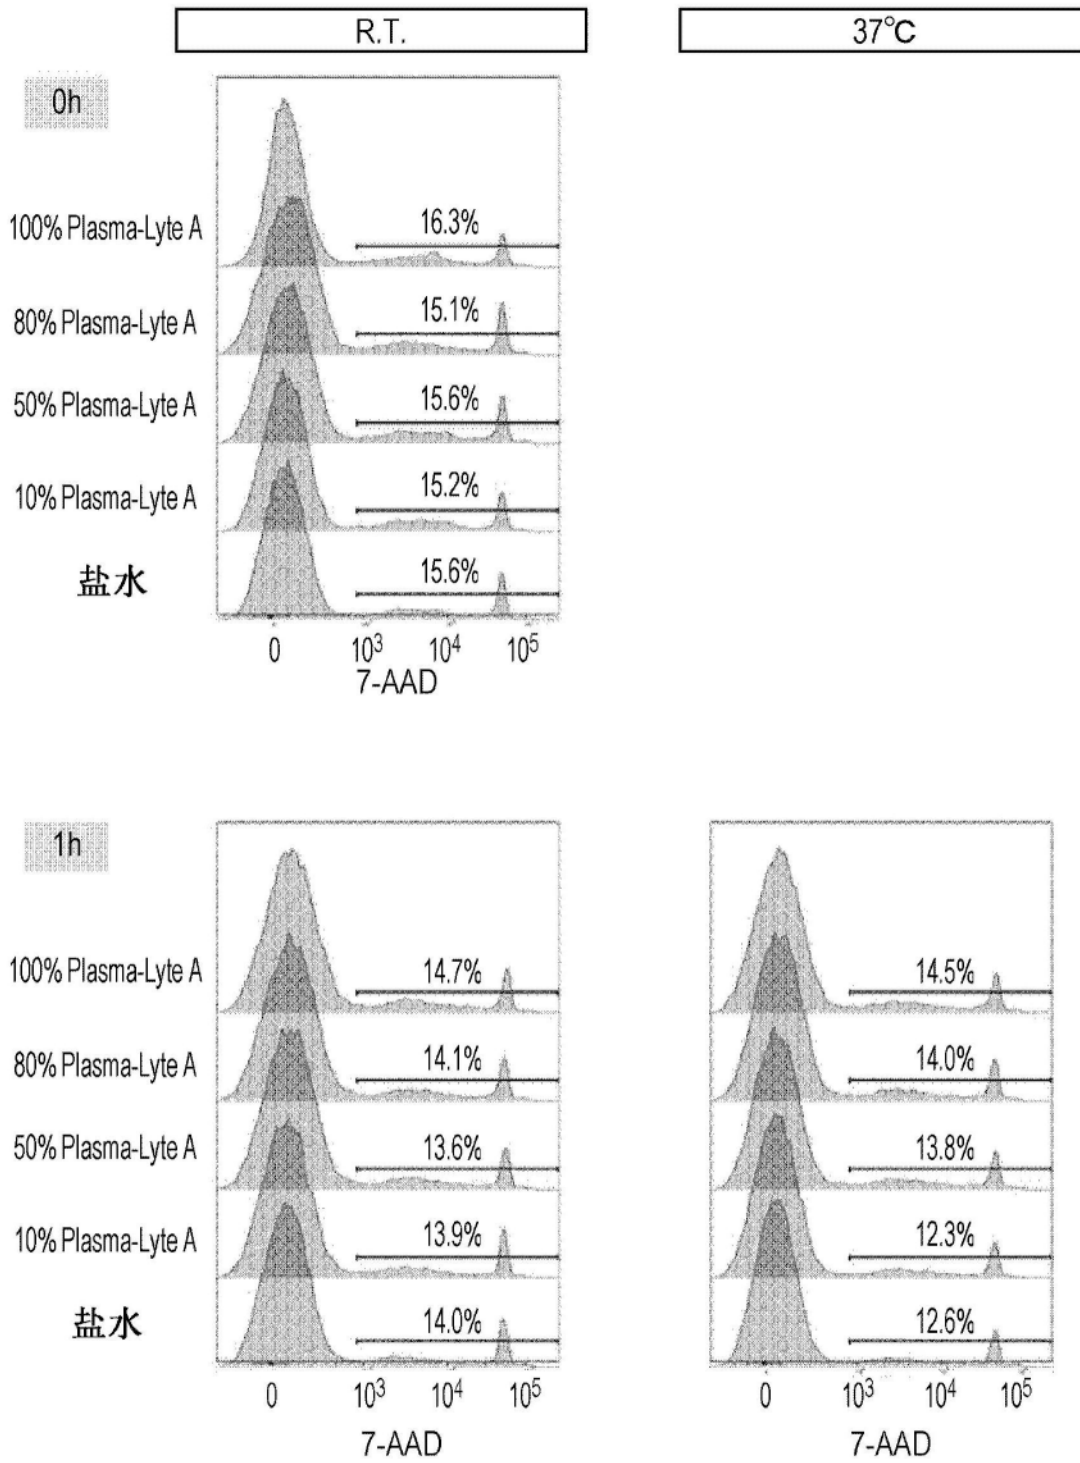 R.T.
37°C
0h
100% Plasma-Lyte A
16.3%
80% Plasma-Lyte A
15.1%
50% Plasma-Lyte A
15.6%
10% Plasma-Lyte A
15.2%
盐水
15.6%
0 10³ 10⁴ 10⁵
7-AAD
1h
100% Plasma-Lyte A
14.7%
14.5%
80% Plasma-Lyte A
14.1%
14.0%
50% Plasma-Lyte A
13.6%
13.8%
10% Plasma-Lyte A
13.9%
12.3%
盐水
14.0%
12.6%
0 10³ 10⁴ 10⁵
0 10³ 10⁴ 10⁵
7-AAD
7-AAD